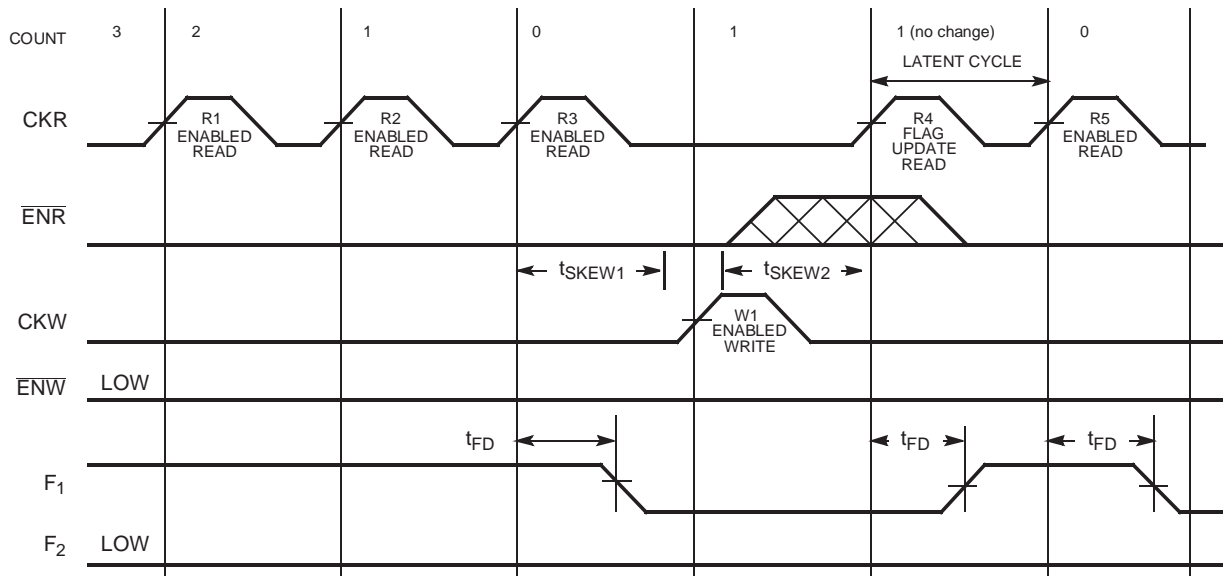 COUNT 3 2 1 0 1 1 (no change) 0
LATENT CYCLE
CKR
R1
ENABLED
READ
R2
ENABLED
READ
R3
ENABLED
READ
R4
FLAG
UPDATE
READ
R5
ENABLED
READ
ENR
tSKEW1 tSKEW2
CKW
W1
ENABLED
WRITE
ENW LOW
tFD tFD tFD
F1
F2 LOW